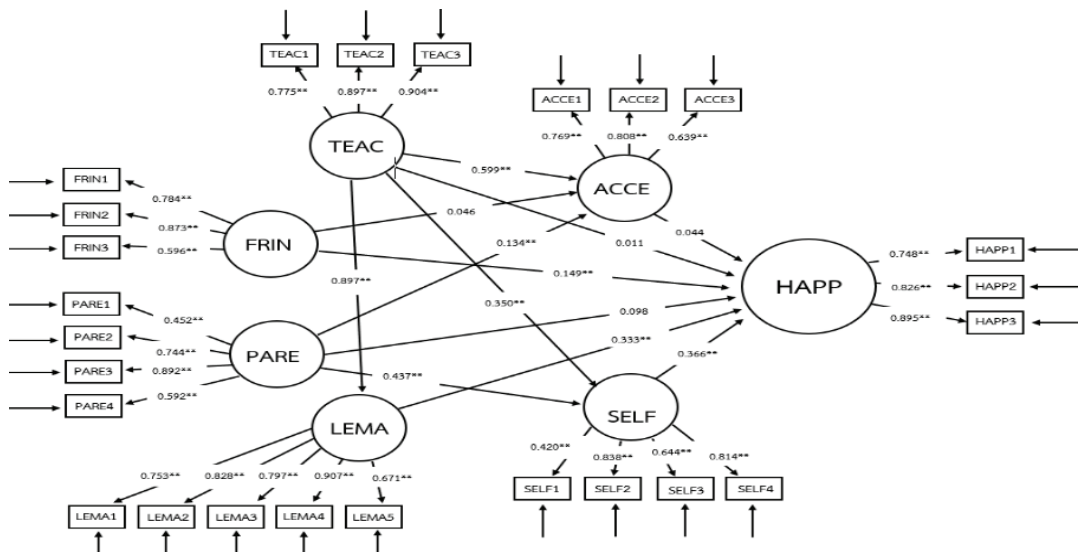 TEAC1 TEAC2 TEAC3
0.775** 0.897** 0.904**
TEAC
ACCE1 ACCE2 ACCE3
0.769** 0.808** 0.639**
ACCE
FRIN1
FRIN2
FRIN3
0.784**
0.873**
0.596**
FRIN
0.599**
0.046
0.134**
0.011
0.044
0.149**
0.897**
0.350**
0.098
0.333**
0.366**
0.437**
HAPP
0.748**
0.826**
0.895**
HAPP1
HAPP2
HAPP3
PARE1
PARE2
PARE3
PARE4
0.452**
0.744**
0.892**
0.592**
PARE
LEMA
0.753** 0.828** 0.797** 0.907** 0.671**
LEMA1 LEMA2 LEMA3 LEMA4 LEMA5
SELF
0.420** 0.838** 0.644** 0.814**
SELF1 SELF2 SELF3 SELF4